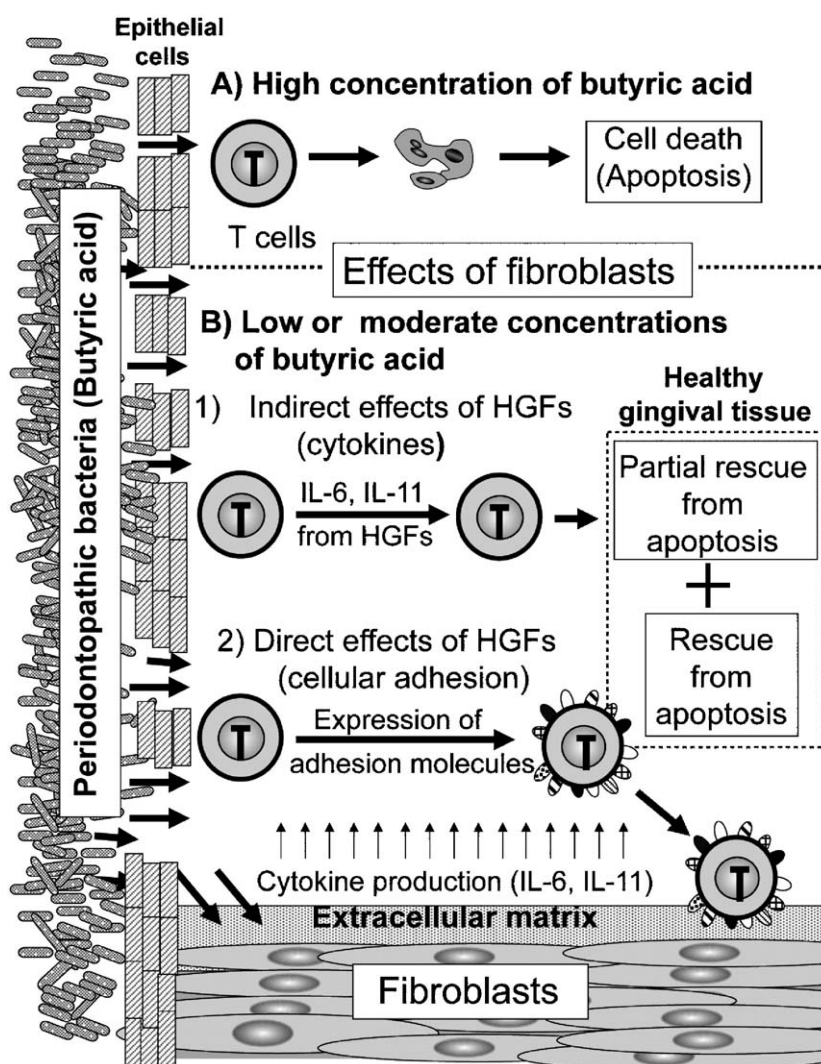 Epithelial
cells
A) High concentration of butyric acid
T
T cells
Cell death
(Apoptosis)
Periodontopathic bacteria (Butyric acid)
Effects of fibroblasts
B) Low or moderate concentrations
of butyric acid
Healthy
gingival tissue
1) Indirect effects of HGFs
(cytokines)
T
IL-6, IL-11
from HGFs
T
Partial rescue
from
apoptosis
+
Rescue
from
apoptosis
2) Direct effects of HGFs
(cellular adhesion)
T
Expression of
adhesion molecules
T
T
Cytokine production (IL-6, IL-11)
Extracellular matrix
Fibroblasts